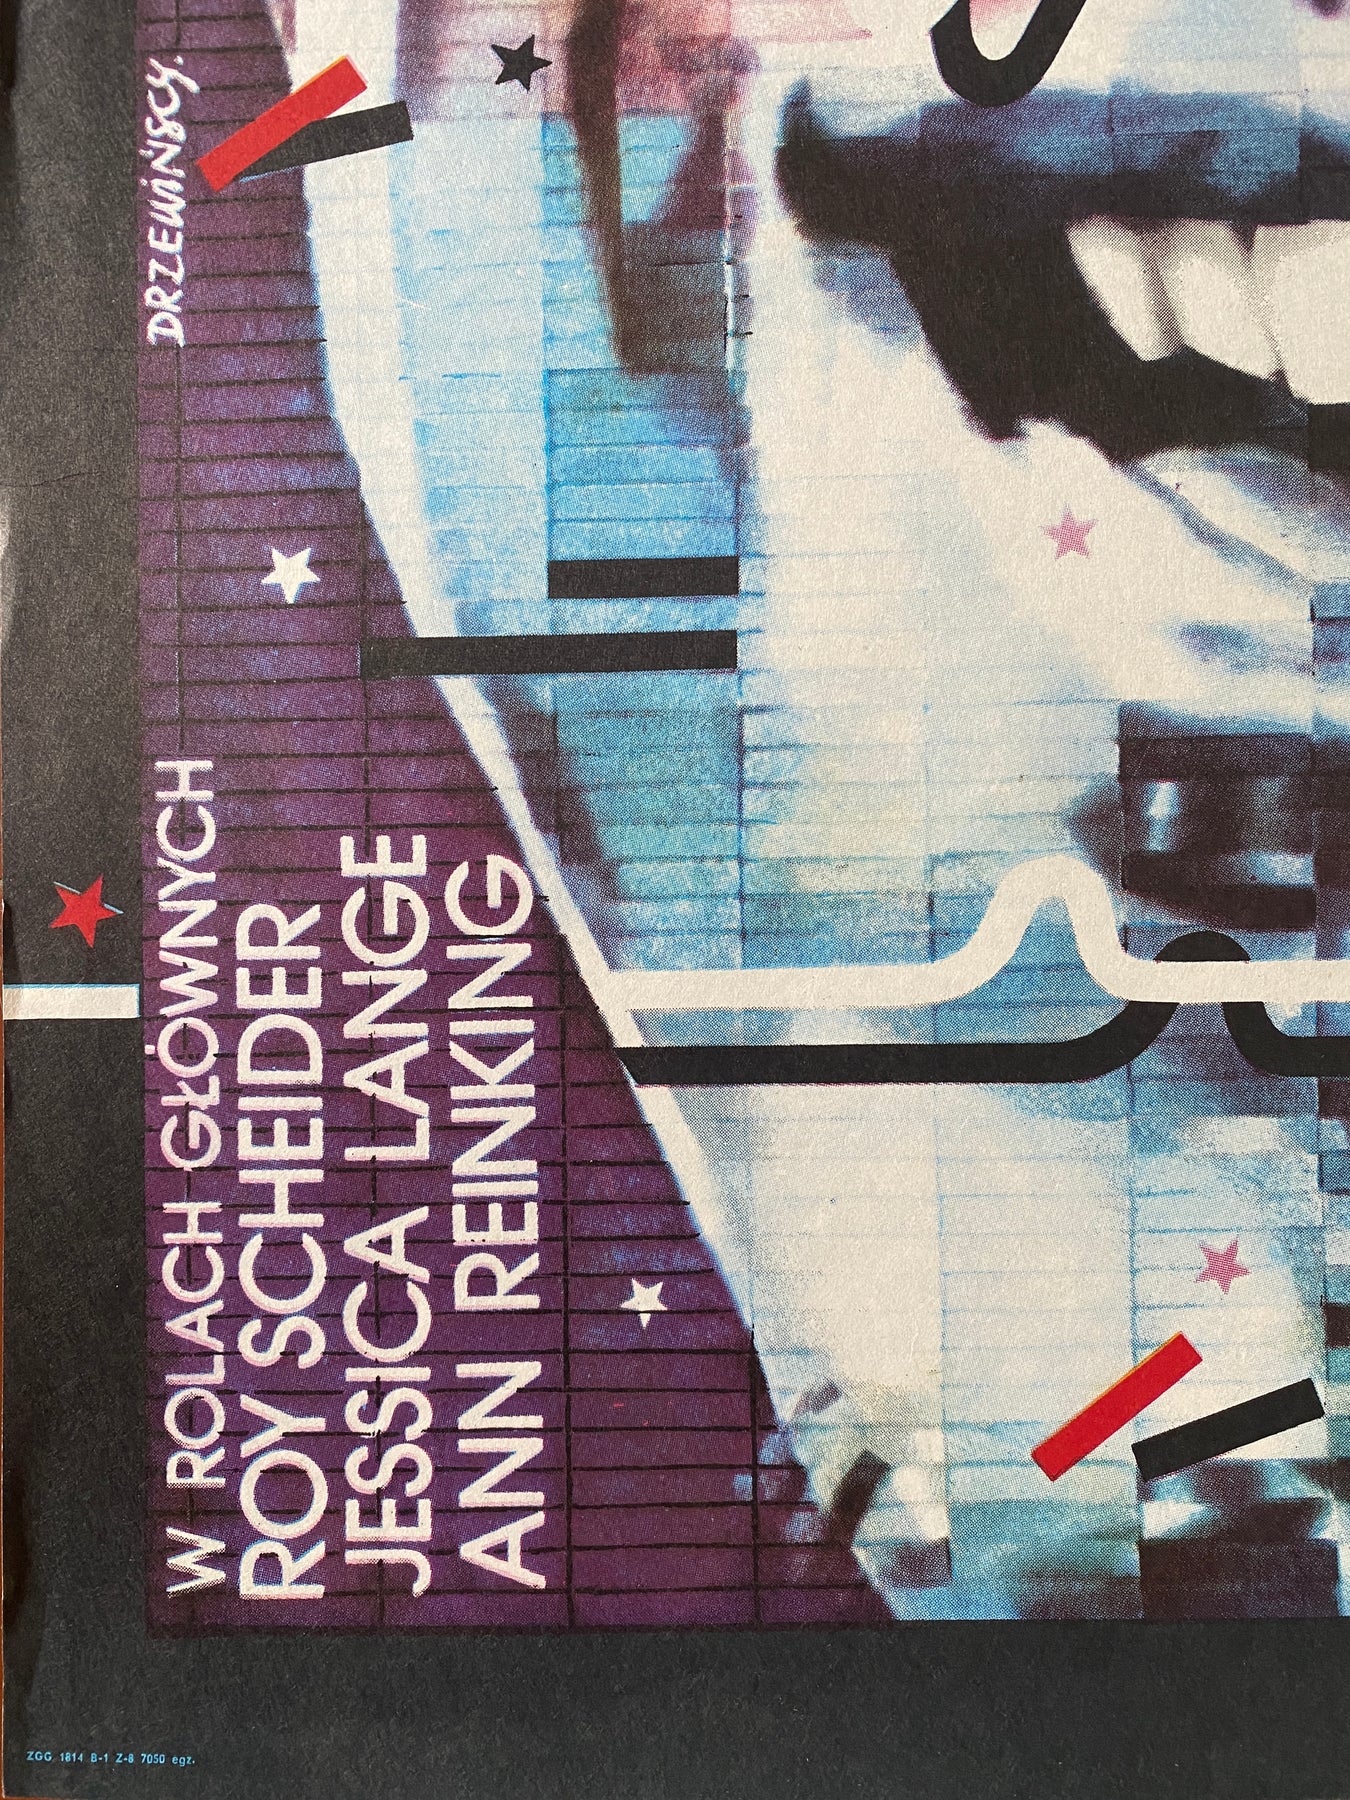 DRZEWIŃSCY.
W ROLACH GŁÓWNYCH
ROY SCHEIDER
JESSICA LANGE
ANN REINKING
ZGG 1814 B-1 Z-8 7050 egz.